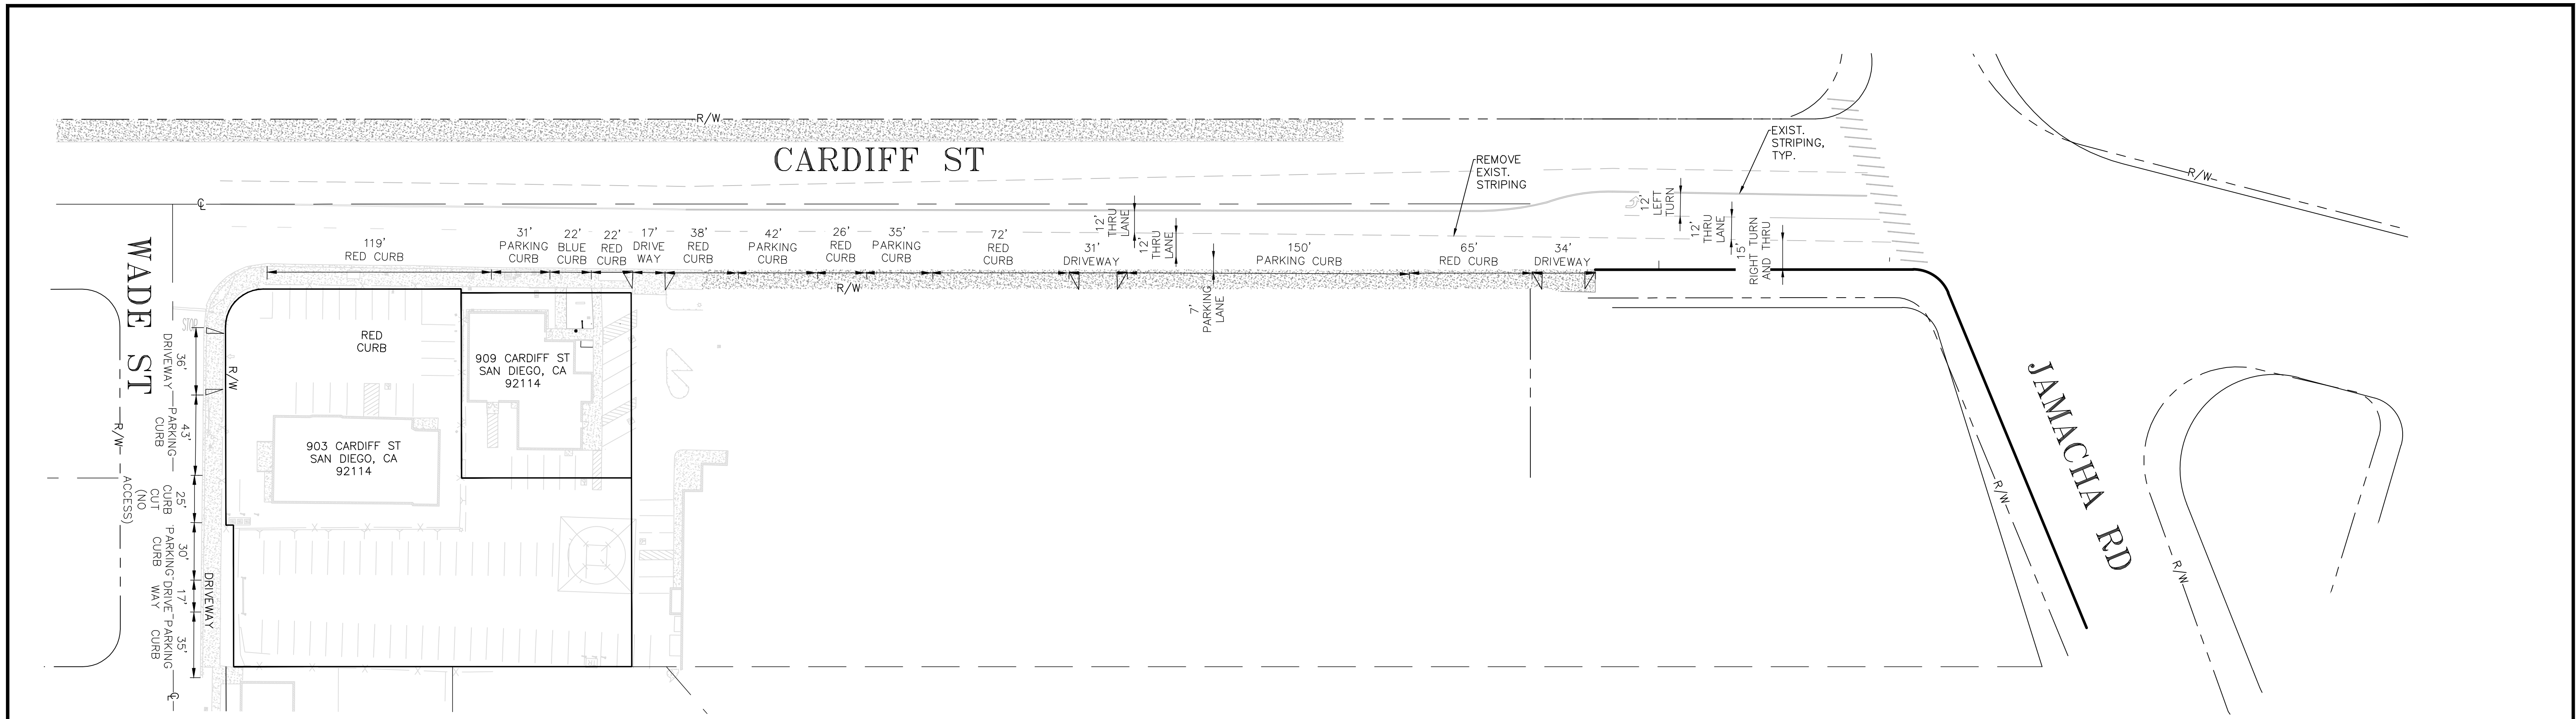 R/W
CARDIFF ST
EXIST.
STRIPING,
TYP.
REMOVE
EXIST.
STRIPING
R/W
12'
LEFT
TURN
12'
THRU
LANE
12'
THRU
LANE
12'
THRU
LANE
15'
RIGHT TURN
AND THRU
119'
RED CURB
31'
PARKING
CURB
22'
BLUE
CURB
22'
RED
CURB
17'
DRIVE
WAY
38'
RED
CURB
42'
PARKING
CURB
26'
RED
CURB
35'
PARKING
CURB
72'
RED
CURB
31'
DRIVEWAY
150'
PARKING CURB
65'
RED CURB
34'
DRIVEWAY
R/W
7'
PARKING
LANE
WADE ST
STOP
RED
CURB
909 CARDIFF ST
SAN DIEGO, CA
92114
903 CARDIFF ST
SAN DIEGO, CA
92114
R/W
R/W
36'
DRIVEWAY
43'
PARKING
CURB
25'
CURB
CUT
(NO
ACCESS)
30'
PARKING
CURB
17'
DRIVE
WAY
35'
PARKING
CURB
DRIVEWAY
JAMACHA RD
R/W
R/W